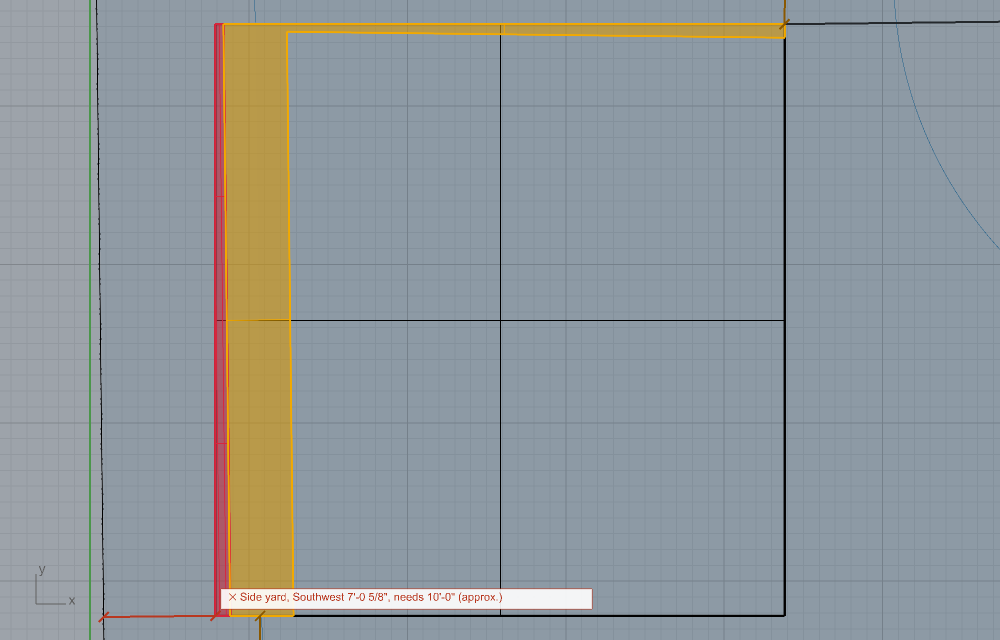 × Side yard, Southwest 7'-0 5/8", needs 10'-0" (approx.)
y
x